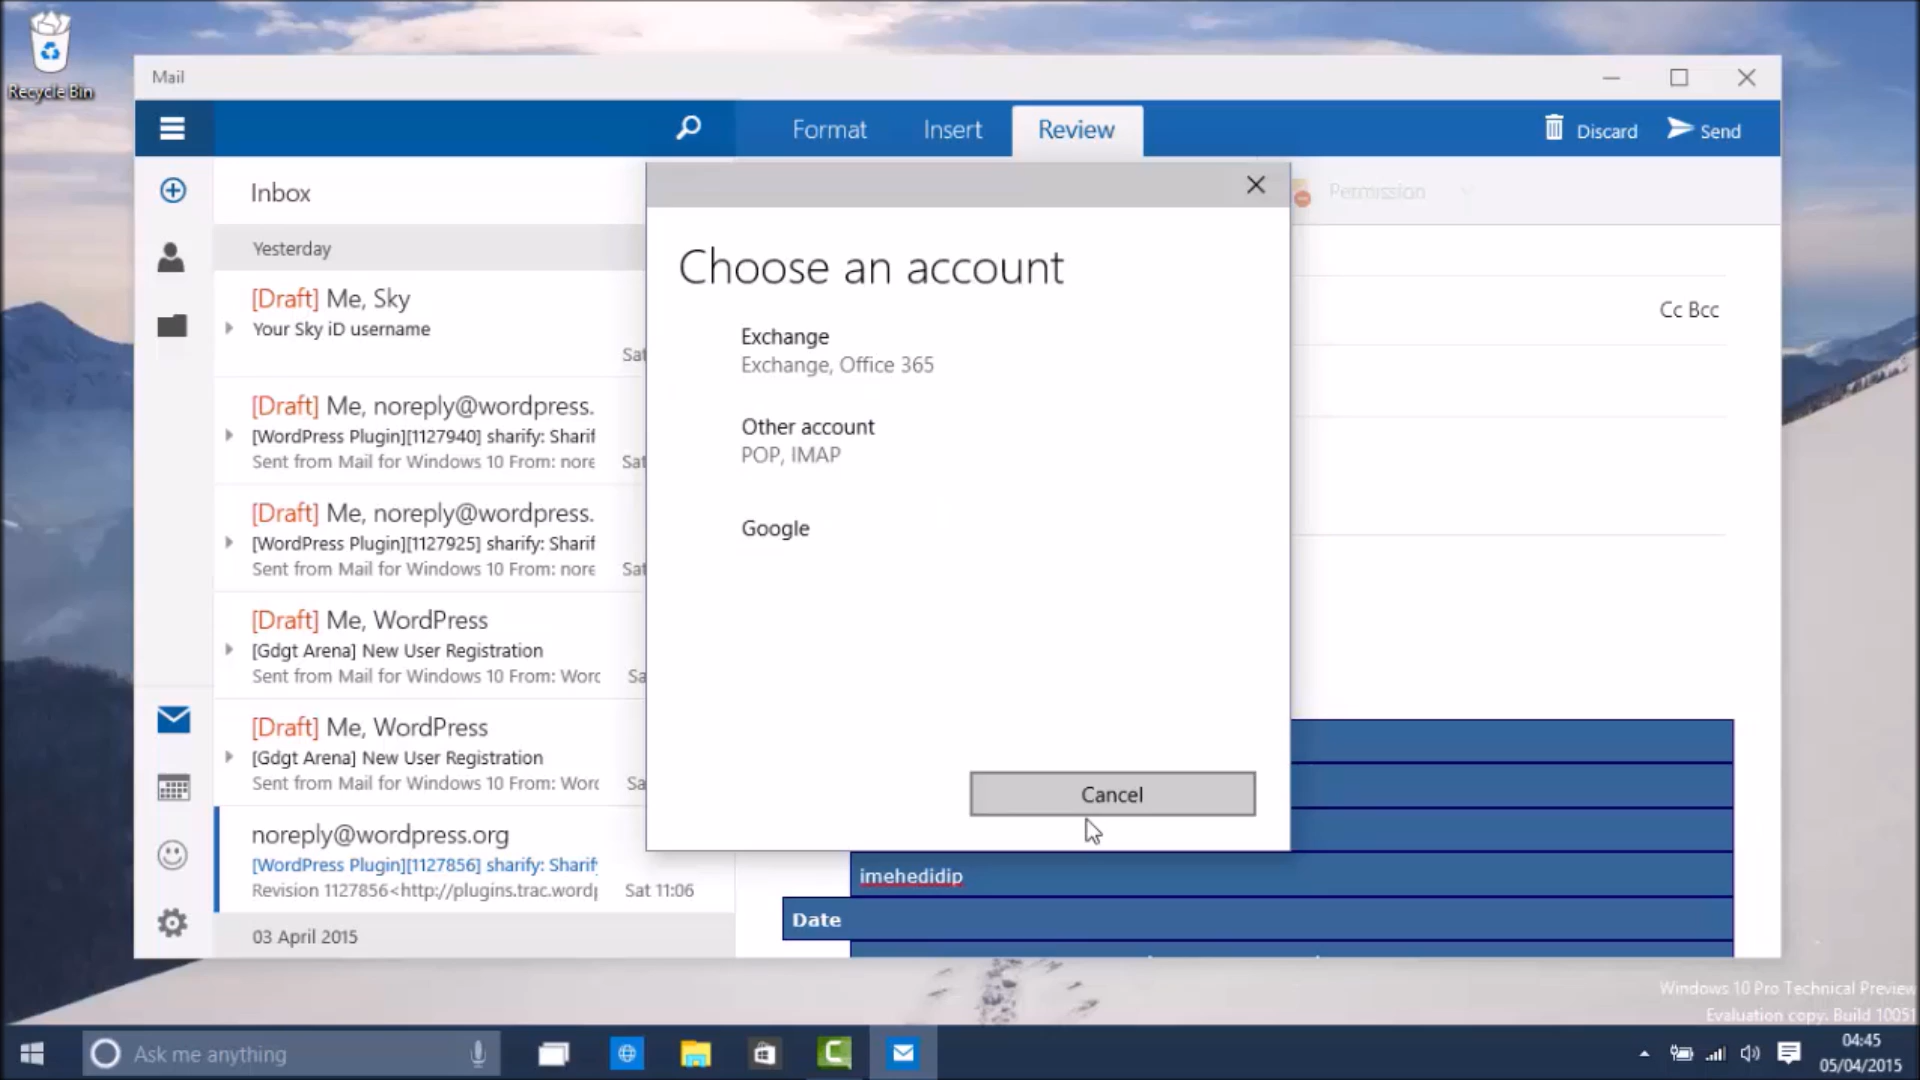 Recycle Bin
Mail
Format
Insert
Review
Discard
Send
Inbox
Permission
Yesterday
[Draft] Me, Sky
Your Sky iD username
Sat
[Draft] Me, noreply@wordpress.
[WordPress Plugin][1127940] sharify: Sharif
Sent from Mail for Windows 10 From: nore
Sat
[Draft] Me, noreply@wordpress.
[WordPress Plugin][1127925] sharify: Sharif
Sent from Mail for Windows 10 From: nore
Sat
[Draft] Me, WordPress
[Gdgt Arena] New User Registration
Sent from Mail for Windows 10 From: Worc
Sa
[Draft] Me, WordPress
[Gdgt Arena] New User Registration
Sent from Mail for Windows 10 From: Worc
Sa
noreply@wordpress.org
[WordPress Plugin][1127856] sharify: Sharif
Revision 1127856<http://plugins.trac.wordp
Sat 11:06
03 April 2015
Choose an account
Exchange
Exchange, Office 365
Other account
POP, IMAP
Google
Cancel
Cc Bcc
imehedidip
Date
Windows 10 Pro Technical Preview
Evaluation copy. Build 10051
Ask me anything
04:45
05/04/2015